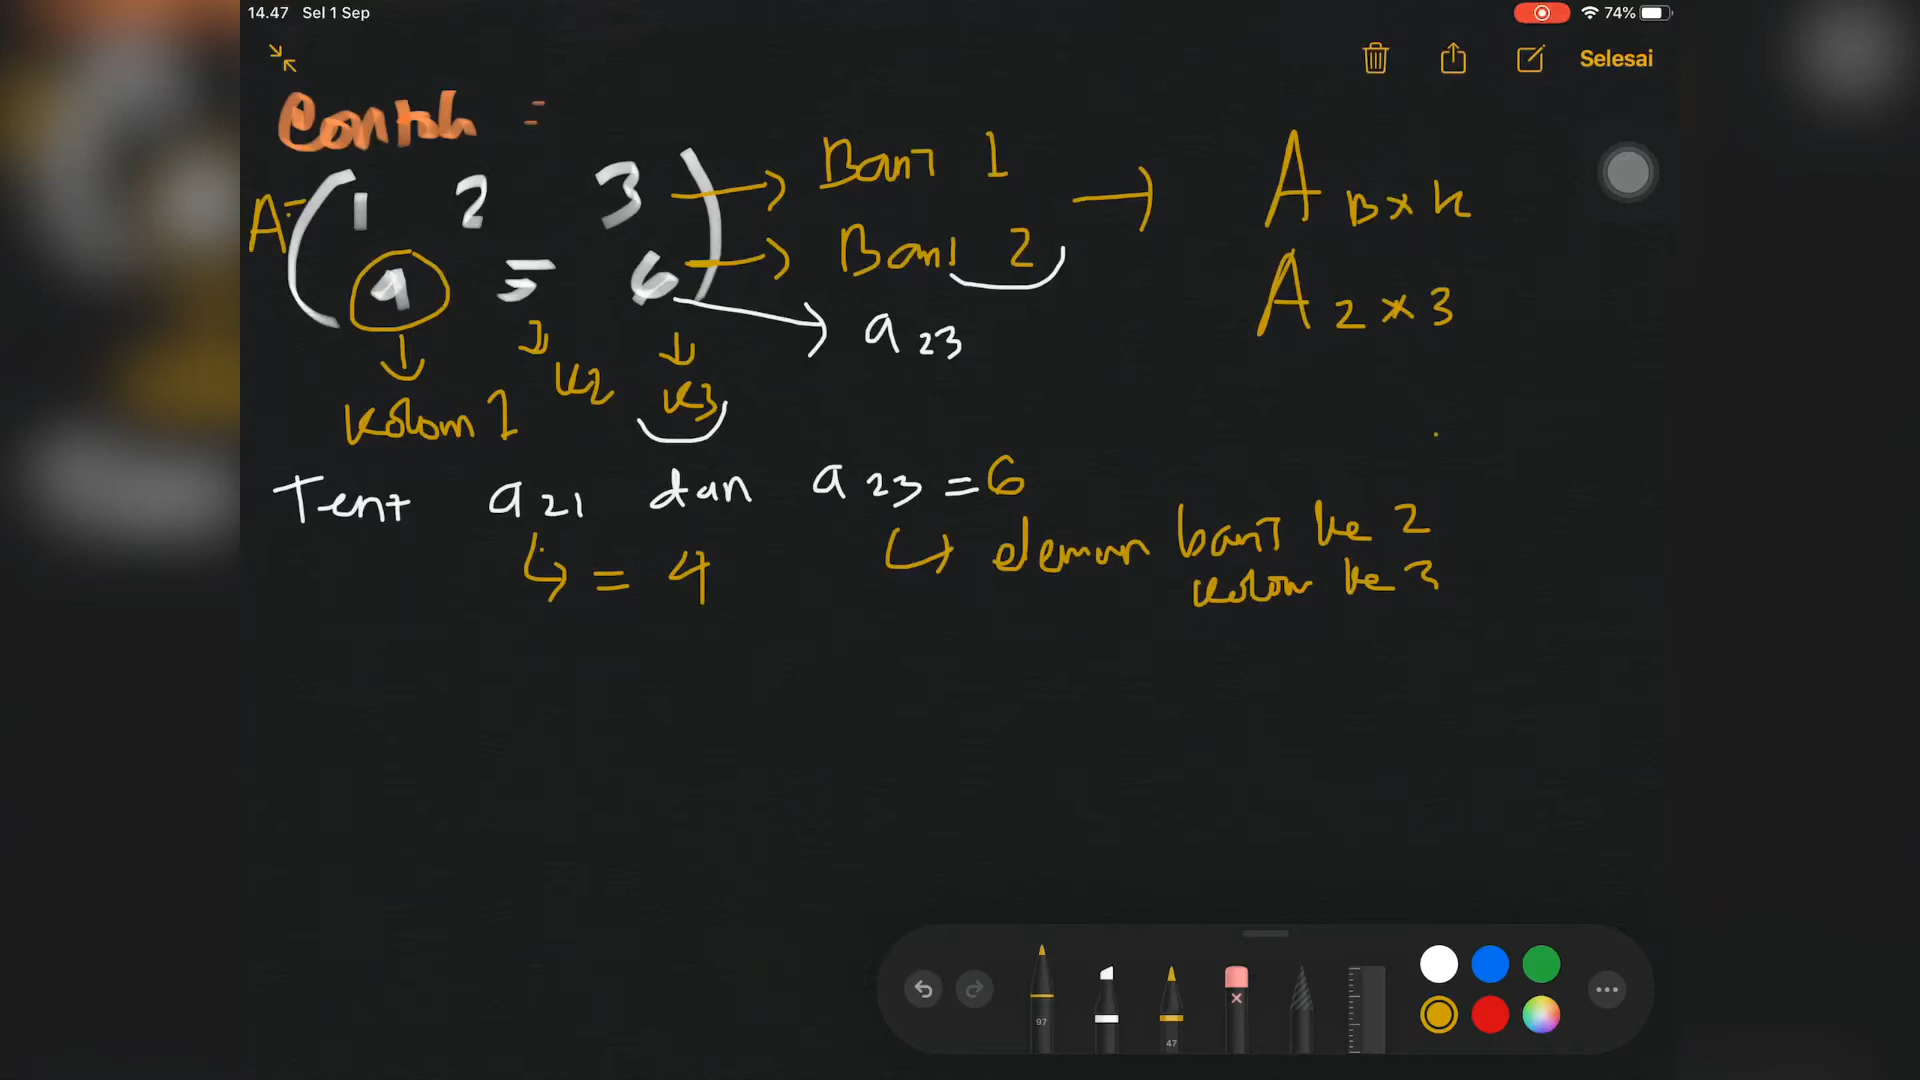 14.47 Sel 1 Sep 74%
Selesai
Contoh =
A = ( 1 2 3 ) → Baris 1 → A B×K
4 5 6 → Baris 2 A 2×3
→ a 23
Kolom 1 K2 K3
Tent a 21 dan a 23 = 6
↳ = 4 ↳ elemen baris ke 2
kolom ke 3
97 47